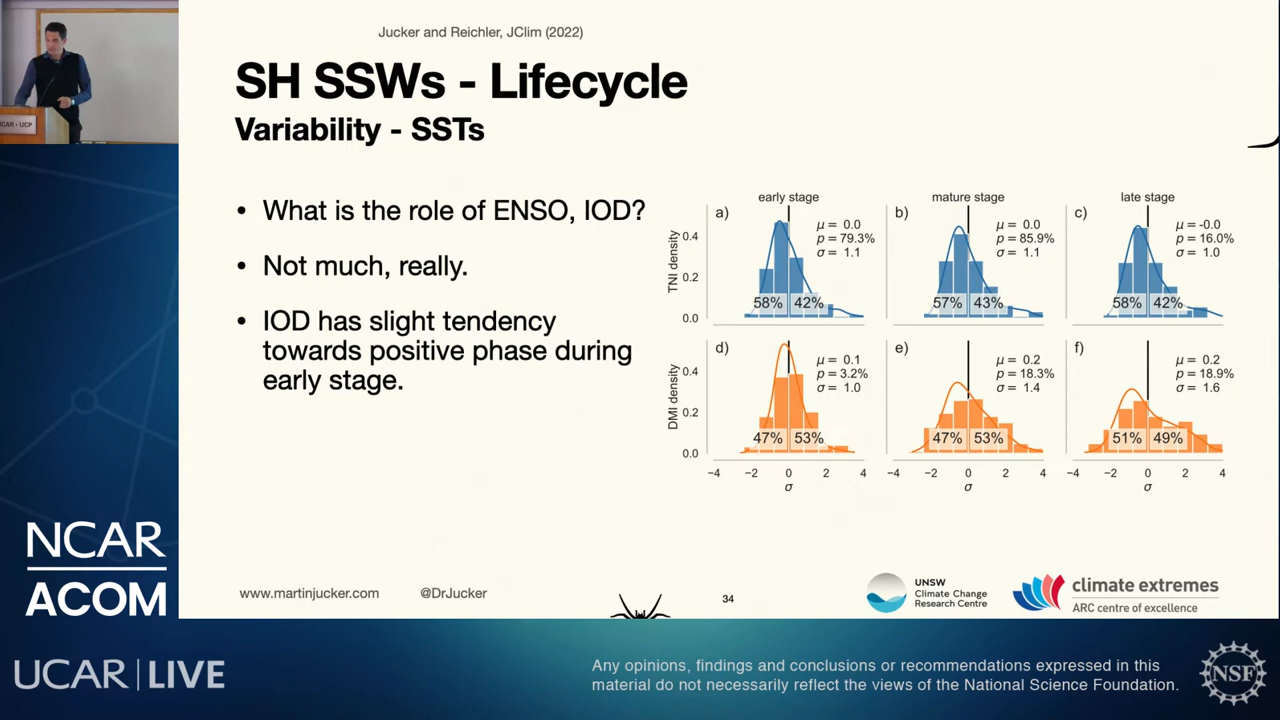 Jucker and Reichler, JClim (2022)
SH SSWs - Lifecycle
Variability - SSTs
• What is the role of ENSO, IOD?
• Not much, really.
• IOD has slight tendency
towards positive phase during
early stage.
early stage
mature stage
late stage
a)
μ = 0.0
p = 79.3%
σ = 1.1
58% 42%
b)
μ = 0.0
p = 85.9%
σ = 1.1
57% 43%
c)
μ = -0.0
p = 16.0%
σ = 1.0
58% 42%
TNI density
0.4
0.2
0.0
d)
μ = 0.1
p = 3.2%
σ = 1.0
47% 53%
e)
μ = 0.2
p = 18.3%
σ = 1.4
47% 53%
f)
μ = 0.2
p = 18.9%
σ = 1.6
51% 49%
DMI density
0.4
0.2
0.0
−4 −2 0 2 4
σ
−4 −2 0 2 4
σ
−4 −2 0 2 4
σ
www.martinjucker.com @DrJucker
34
UNSW
Climate Change
Research Centre
climate extremes
ARC centre of excellence
UCAR - UCP
NCAR
ACOM
UCAR | LIVE
Any opinions, findings and conclusions or recommendations expressed in this
material do not necessarily reflect the views of the National Science Foundation.
NSF